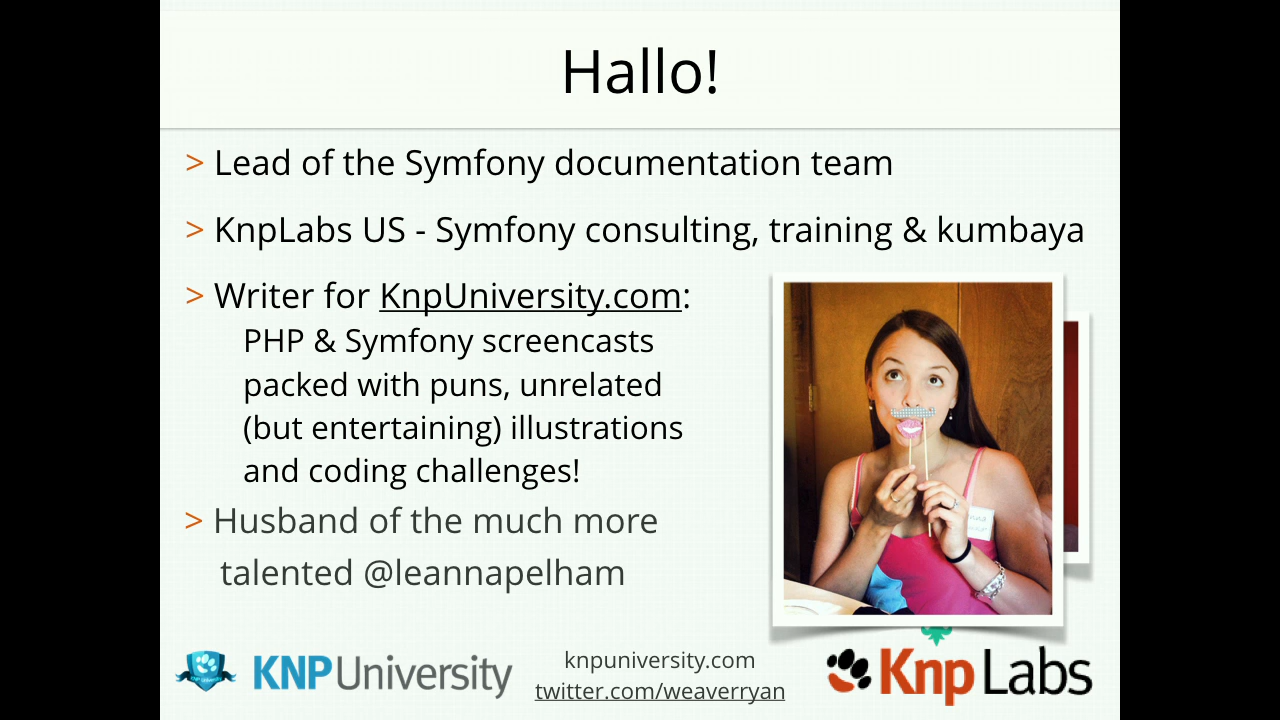 Hallo!
> Lead of the Symfony documentation team
> KnpLabs US - Symfony consulting, training & kumbaya
> Writer for KnpUniversity.com:
PHP & Symfony screencasts
packed with puns, unrelated
(but entertaining) illustrations
and coding challenges!
> Husband of the much more
talented @leannapelham
KNPUniversity
knpuniversity.com
twitter.com/weaverryan
Knp Labs